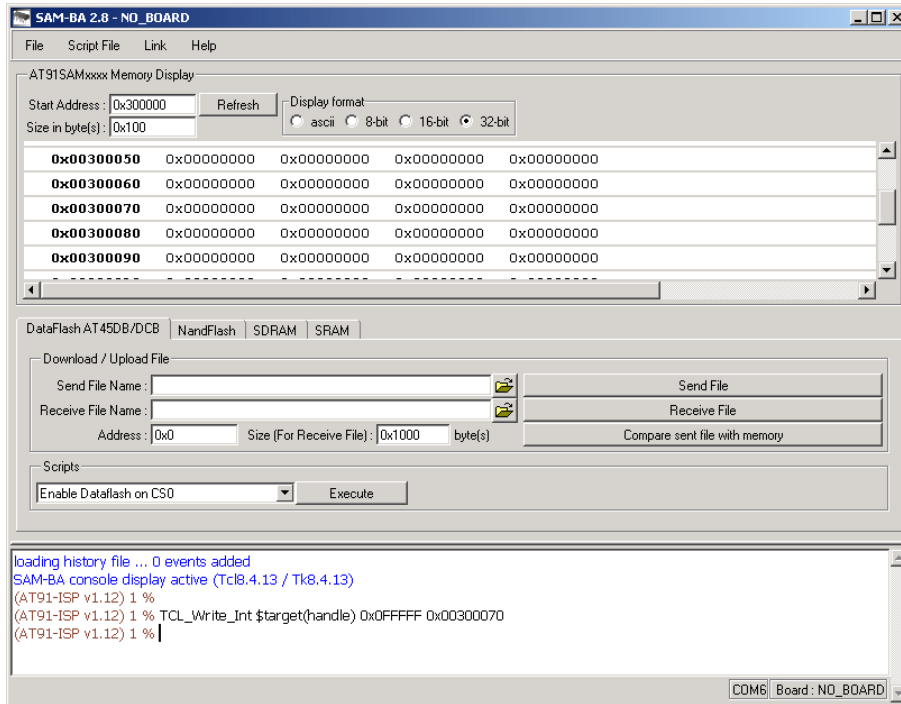 SAM-BA 2.8 - NO_BOARD
File Script File Link Help
AT91SAMxxxx Memory Display
Start Address : 0x300000 Refresh Display format
Size in byte(s) : 0x100 ascii 8-bit 16-bit 32-bit
0x00300050 0x00000000 0x00000000 0x00000000 0x00000000
0x00300060 0x00000000 0x00000000 0x00000000 0x00000000
0x00300070 0x00000000 0x00000000 0x00000000 0x00000000
0x00300080 0x00000000 0x00000000 0x00000000 0x00000000
0x00300090 0x00000000 0x00000000 0x00000000 0x00000000
DataFlash AT45DB/DCB NandFlash SDRAM SRAM
Download / Upload File
Send File Name : Send File
Receive File Name : Receive File
Address : 0x0 Size (For Receive File) : 0x1000 byte(s) Compare sent file with memory
Scripts
Enable Dataflash on CS0 Execute
loading history file ... 0 events added
SAM-BA console display active (Tcl8.4.13 / Tk8.4.13)
(AT91-ISP v1.12) 1 %
(AT91-ISP v1.12) 1 % TCL_Write_Int $target(handle) 0x0FFFFF 0x00300070
(AT91-ISP v1.12) 1 %
COM6 Board : NO_BOARD